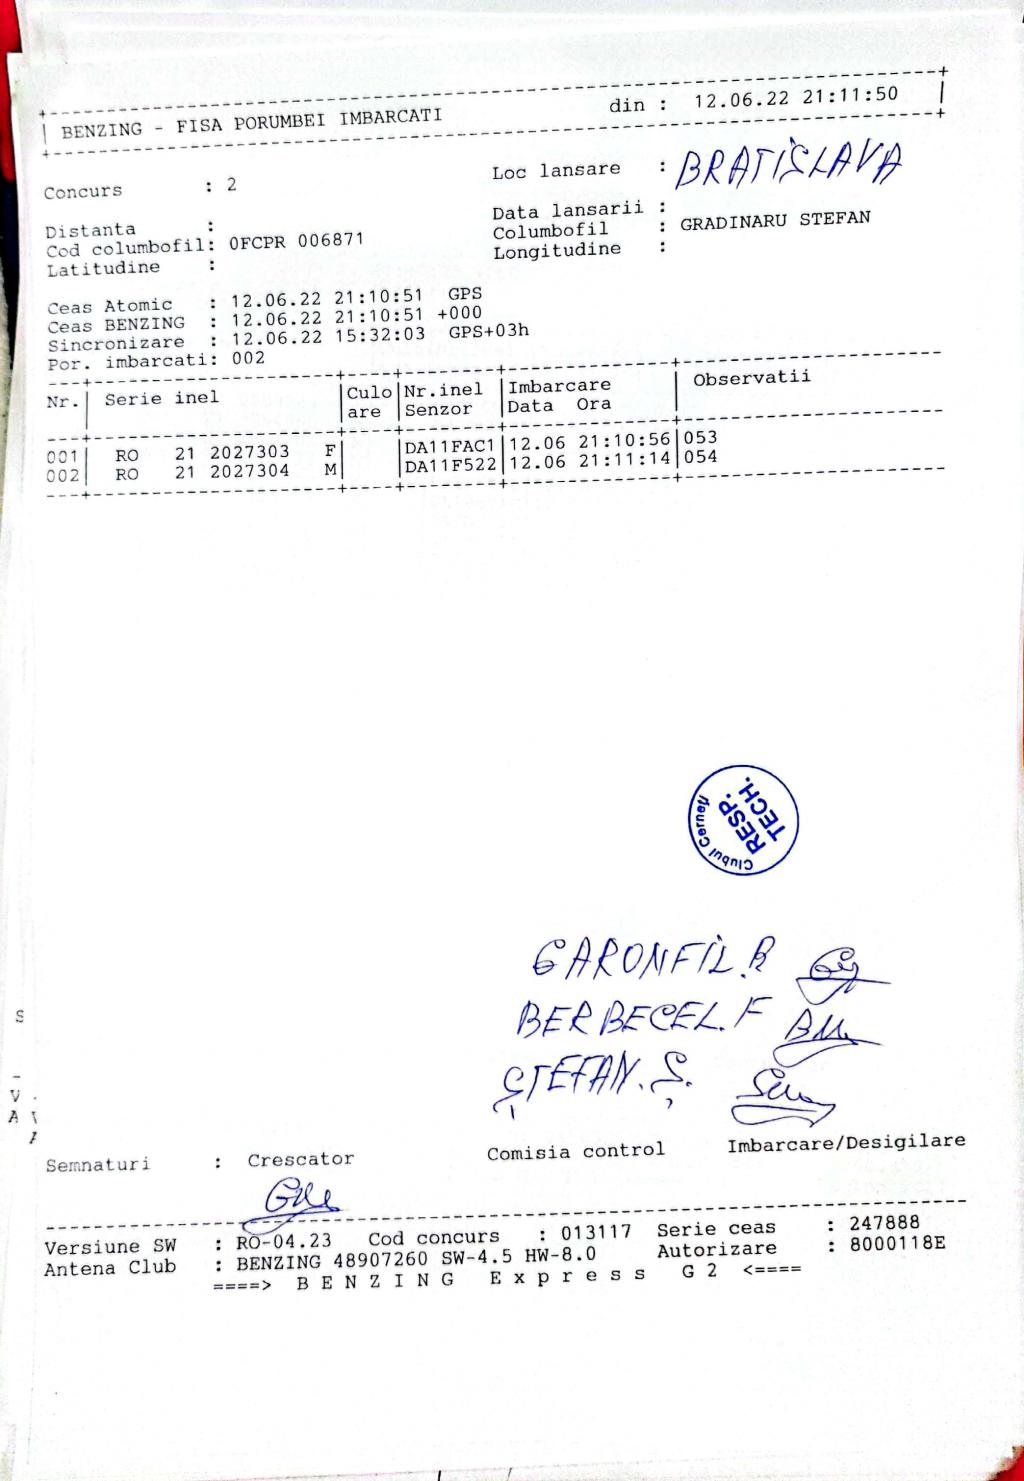 BENZING - FISA PORUMBEI IMBARCATI din : 12.06.22 21:11:50
Concurs : 2 Loc lansare : BRATISLAVA
Distanta : Data lansarii :
Cod columbofil: 0FCPR 006871 Columbofil : GRADINARU STEFAN
Latitudine : Longitudine :
Ceas Atomic : 12.06.22 21:10:51 GPS
Ceas BENZING : 12.06.22 21:10:51 +000
Sincronizare : 12.06.22 15:32:03 GPS+03h
Por. imbarcati: 002
Nr.| Serie inel |Culo|Nr.inel|Imbarcare | Observatii
are |Senzor |Data Ora
001| RO 21 2027303 F| |DA11FAC1|12.06 21:10:56|053
002| RO 21 2027304 M| |DA11F522|12.06 21:11:14|054
RESP.
TECH.
Clubul Cerneți
GARONFIL.R
BERBECEL.F
ȘTEFAN.Ș.
Semnaturi : Crescator Comisia control Imbarcare/Desigilare
Versiune SW : RO-04.23 Cod concurs : 013117 Serie ceas : 247888
Antena Club : BENZING 48907260 SW-4.5 HW-8.0 Autorizare : 8000118E
====> B E N Z I N G E x p r e s s G 2 <====